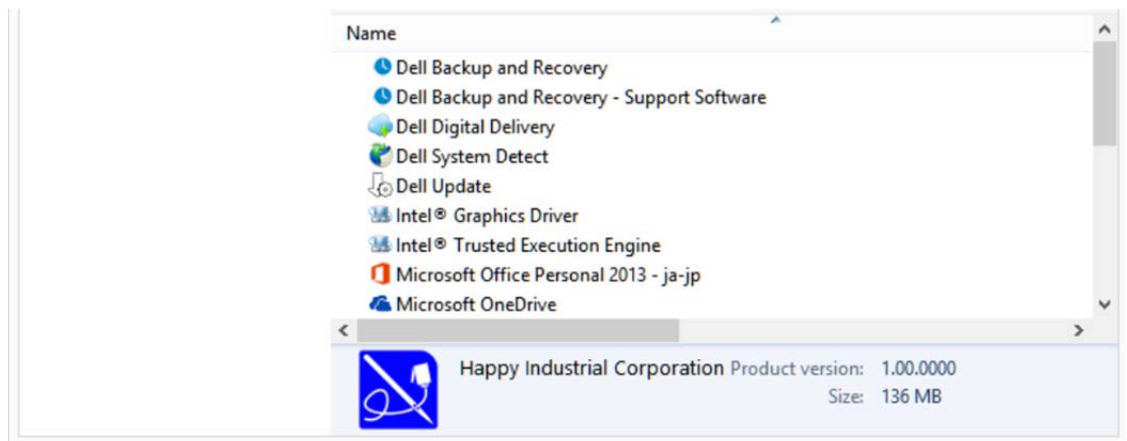 Name
Dell Backup and Recovery
Dell Backup and Recovery - Support Software
Dell Digital Delivery
Dell System Detect
Dell Update
Intel® Graphics Driver
Intel® Trusted Execution Engine
Microsoft Office Personal 2013 - ja-jp
Microsoft OneDrive
Happy Industrial Corporation Product version: 1.00.0000
Size: 136 MB